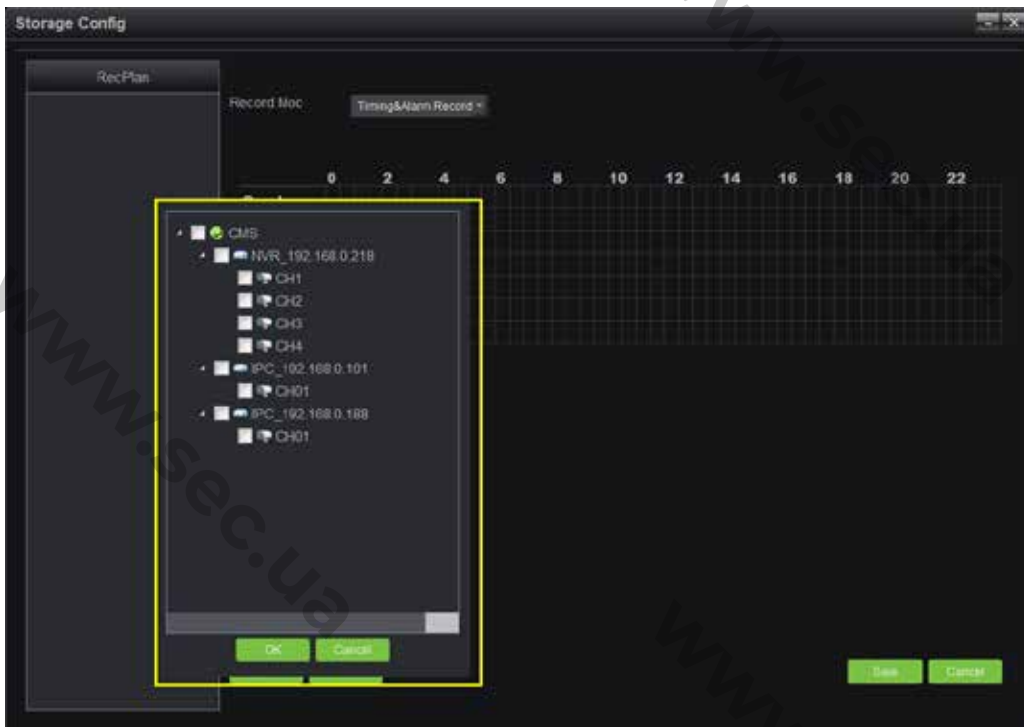 Storage Config
RecPlan
Record Moc
Timing&Alarm Record
0 2 4 6 8 10 12 14 16 18 20 22
CMS
NVR_192.168.0.218
CH1
CH2
CH3
CH4
IPC_192.168.0.101
CH01
IPC_192.168.0.188
CH01
OK Cancel
Save Cancel
www.sec.ua
www.sec.ua
www.sec.ua